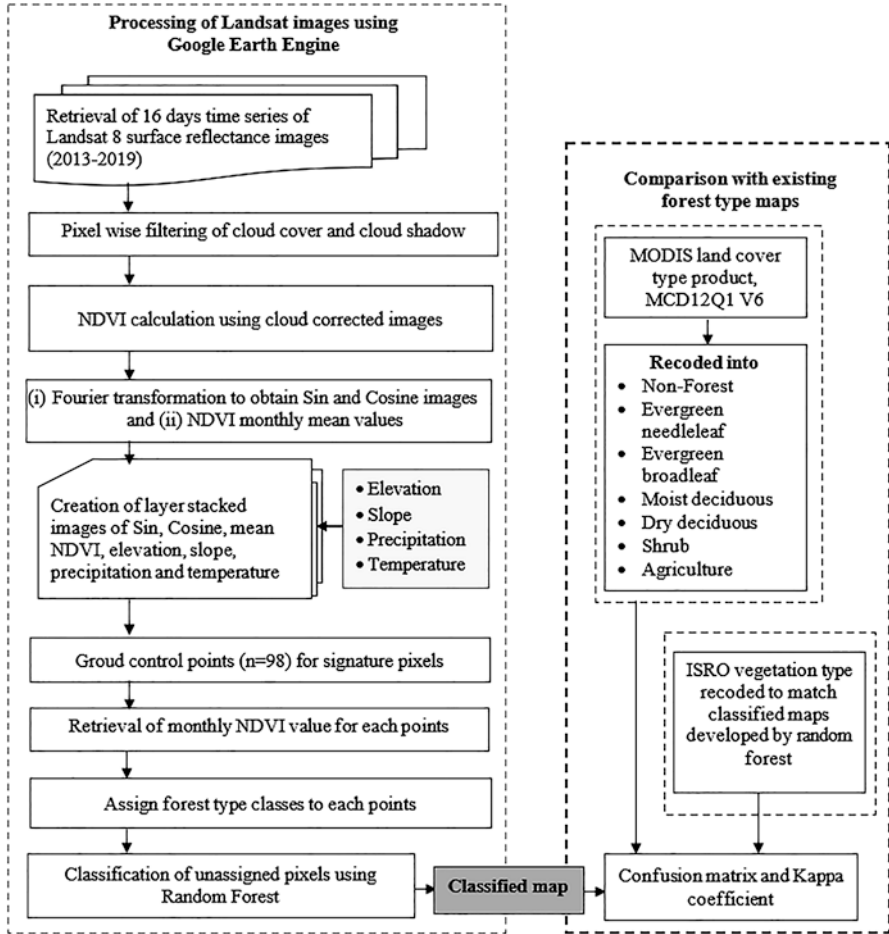 Processing of Landsat images using
Google Earth Engine
Retrieval of 16 days time series of
Landsat 8 surface reflectance images
(2013-2019)
Pixel wise filtering of cloud cover and cloud shadow
NDVI calculation using cloud corrected images
(i) Fourier transformation to obtain Sin and Cosine images
and (ii) NDVI monthly mean values
Creation of layer stacked
images of Sin, Cosine, mean
NDVI, elevation, slope,
precipitation and temperature
• Elevation
• Slope
• Precipitation
• Temperature
Groud control points (n=98) for signature pixels
Retrieval of monthly NDVI value for each points
Assign forest type classes to each points
Classification of unassigned pixels using
Random Forest
Classified map
Comparison with existing
forest type maps
MODIS land cover
type product,
MCD12Q1 V6
Recoded into
• Non-Forest
• Evergreen
needleleaf
• Evergreen
broadleaf
• Moist deciduous
• Dry deciduous
• Shrub
• Agriculture
ISRO vegetation type
recoded to match
classified maps
developed by random
forest
Confusion matrix and Kappa
coefficient